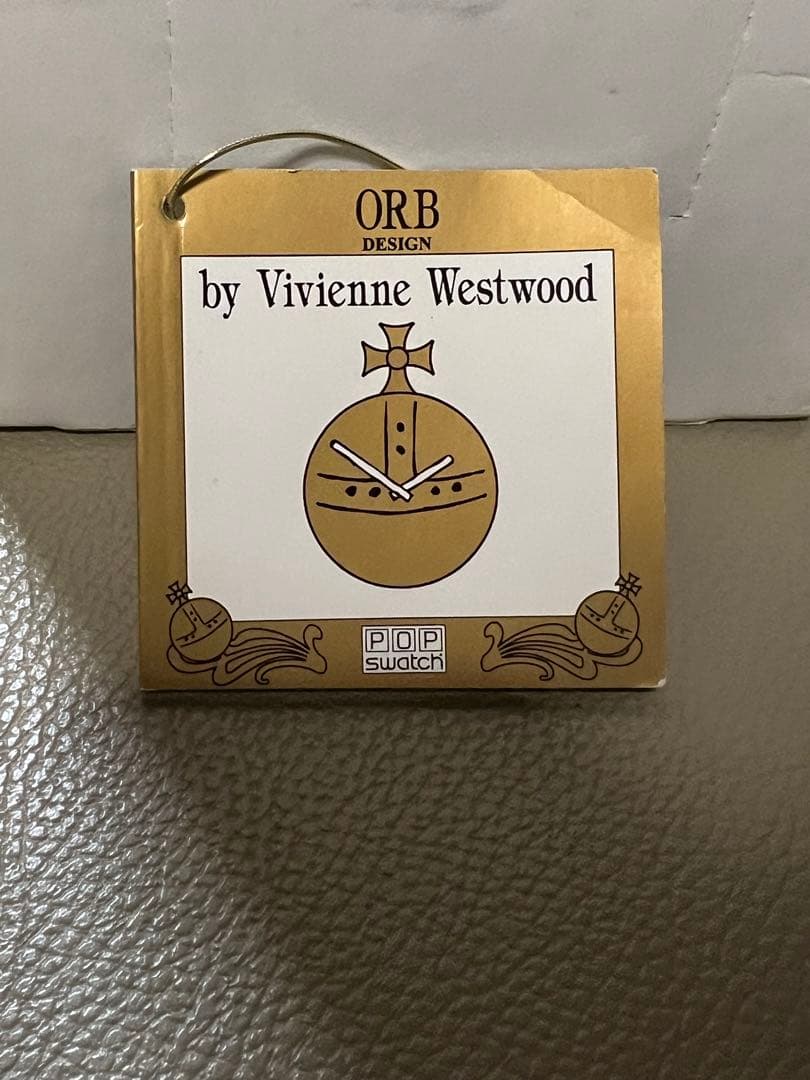 ORB
DESIGN
by Vivienne Westwood
POP
swatch